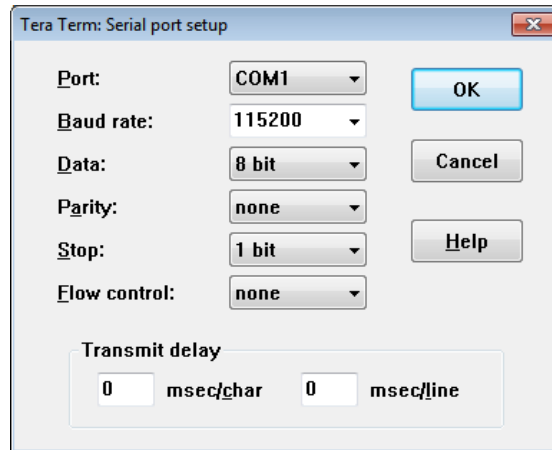 Tera Term: Serial port setup
Port: COM1 OK
Baud rate: 115200
Data: 8 bit Cancel
Parity: none
Stop: 1 bit Help
Flow control: none
Transmit delay
0 msec/char 0 msec/line